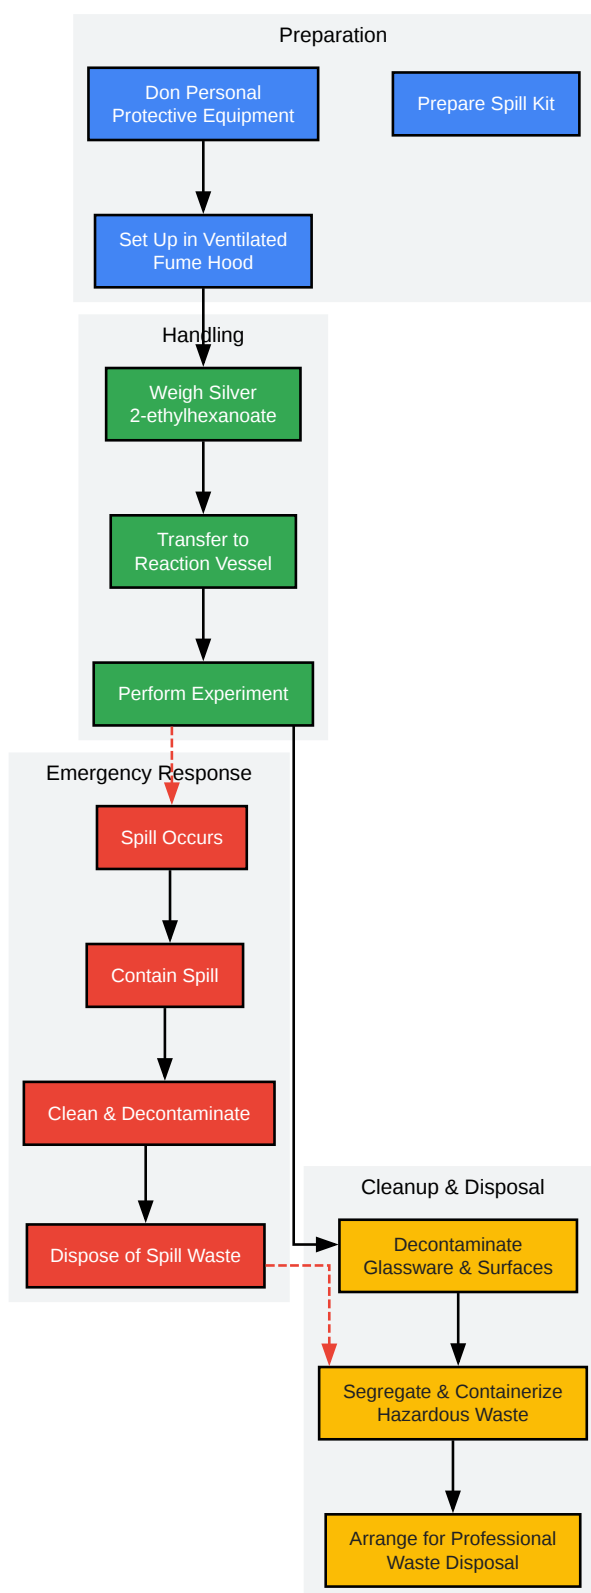 Preparation
Don Personal
Protective Equipment
Prepare Spill Kit
Set Up in Ventilated
Fume Hood
Handling
Weigh Silver
2-ethylhexanoate
Transfer to
Reaction Vessel
Perform Experiment
Emergency Response
Spill Occurs
Contain Spill
Clean & Decontaminate
Dispose of Spill Waste
Cleanup & Disposal
Decontaminate
Glassware & Surfaces
Segregate & Containerize
Hazardous Waste
Arrange for Professional
Waste Disposal